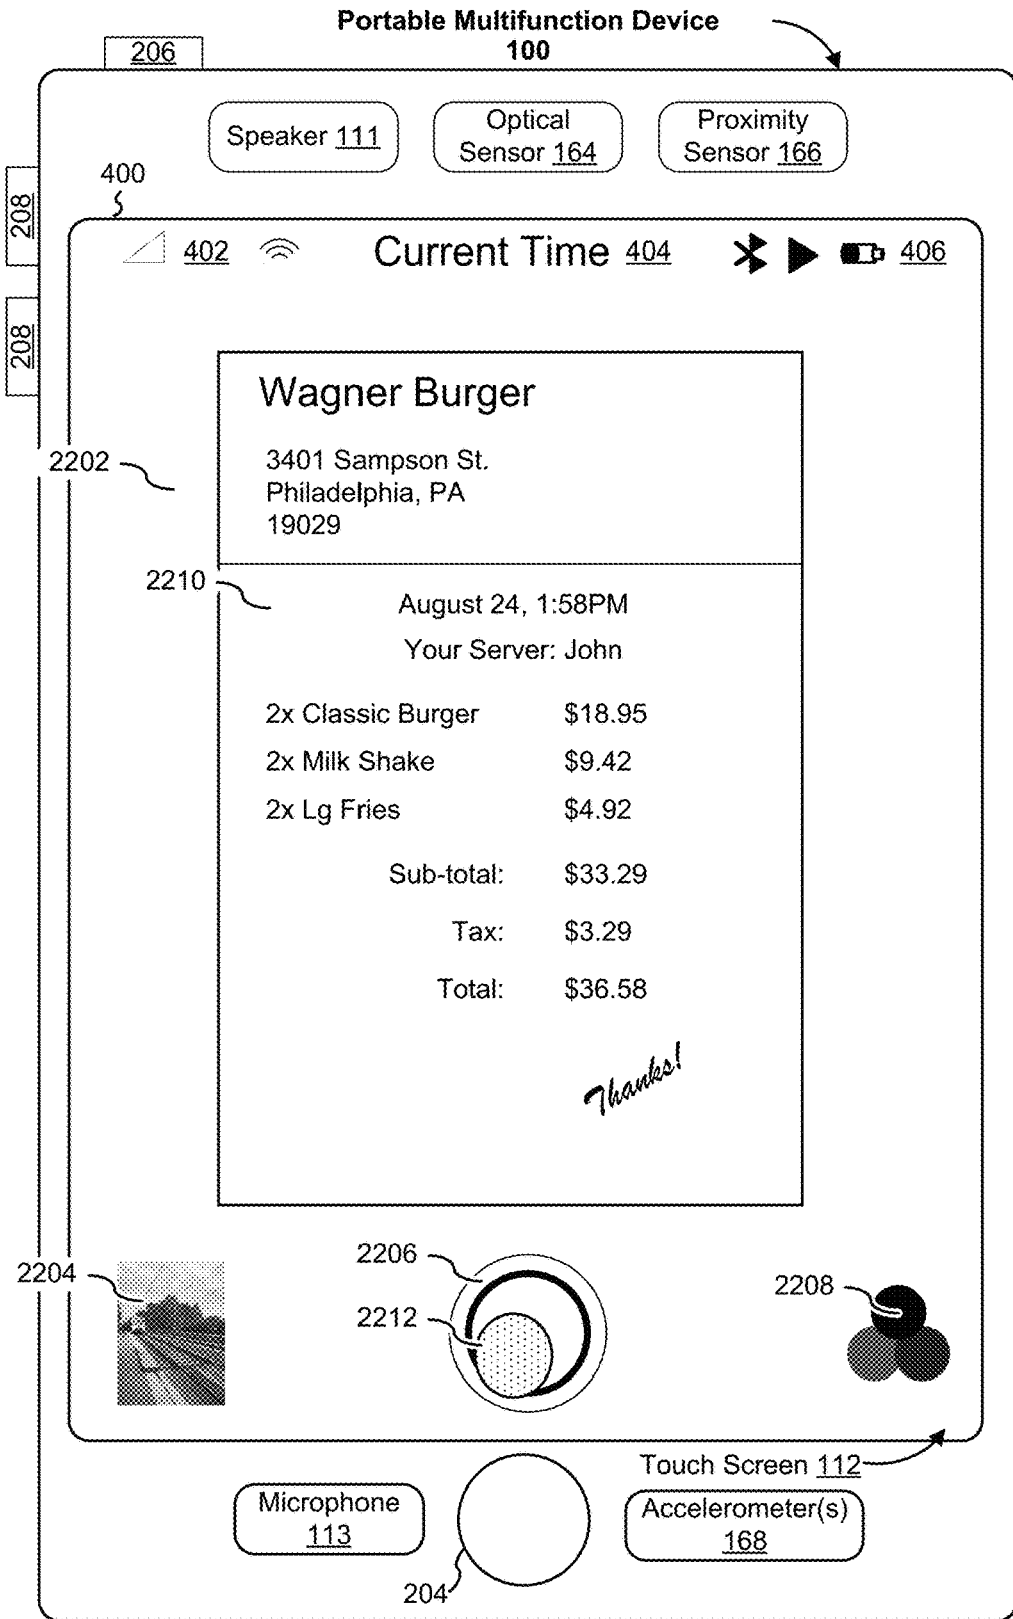 Portable Multifunction Device
100
206
Speaker 111
Optical
Sensor 164
Proximity
Sensor 166
208
400
402
Current Time 404
406
208
Wagner Burger
3401 Sampson St.
Philadelphia, PA
19029
2202
2210
August 24, 1:58PM
Your Server: John
2x Classic Burger $18.95
2x Milk Shake $9.42
2x Lg Fries $4.92
Sub-total: $33.29
Tax: $3.29
Total: $36.58
Thanks!
2204
2206
2212
2208
Touch Screen 112
Microphone
113
Accelerometer(s)
168
204